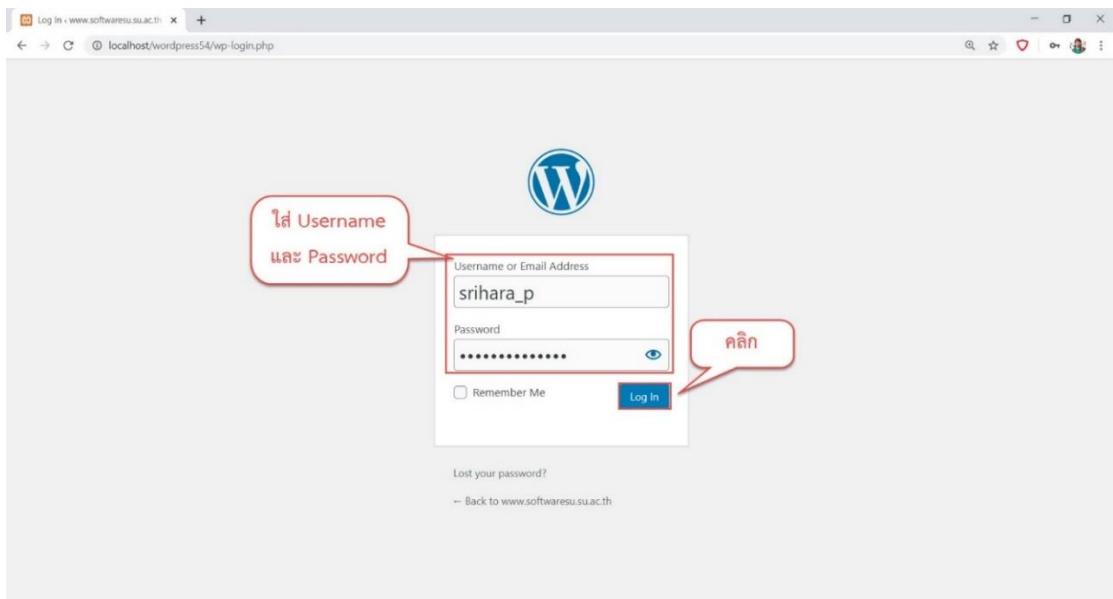 Log In ‹ www.softwaresu.su.ac.th
localhost/wordpress54/wp-login.php
ใส่ Username
และ Password
Username or Email Address
srihara_p
Password
••••••••••••••
คลิก
Remember Me
Log In
Lost your password?
← Back to www.softwaresu.su.ac.th